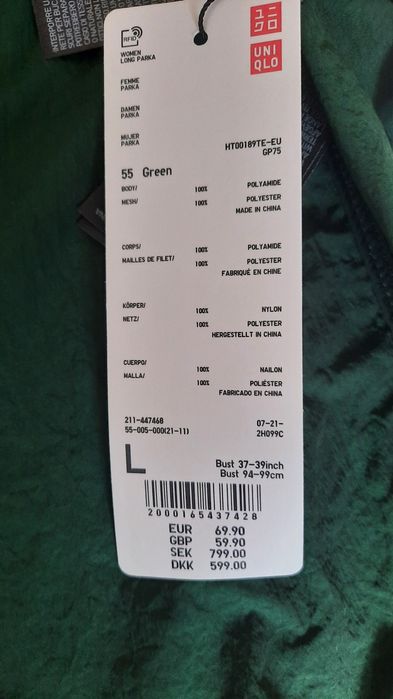 RFID
ユニ
クロ
UNI
QLO
WOMEN
LONG PARKA
FEMME
PARKA
DAMEN
PARKA
MUJER
PARKA
HT00189TE-EU
GP75
55 Green
BODY/ 100% POLYAMIDE
MESH/ 100% POLYESTER
MADE IN CHINA
CORPS/ 100% POLYAMIDE
MAILLES DE FILET/ 100% POLYESTER
FABRIQUÉ EN CHINE
KÖRPER/ 100% NYLON
NETZ/ 100% POLYESTER
HERGESTELLT IN CHINA
CUERPO/ 100% NAILON
MALLA/ 100% POLIÉSTER
FABRICADO EN CHINA
211-447468 07-21-
55-005-000(21-11) 2H099C
L
Bust 37-39inch
Bust 94-99cm
2000165437428
EUR 69.90
GBP 59.90
SEK 799.00
DKK 599.00